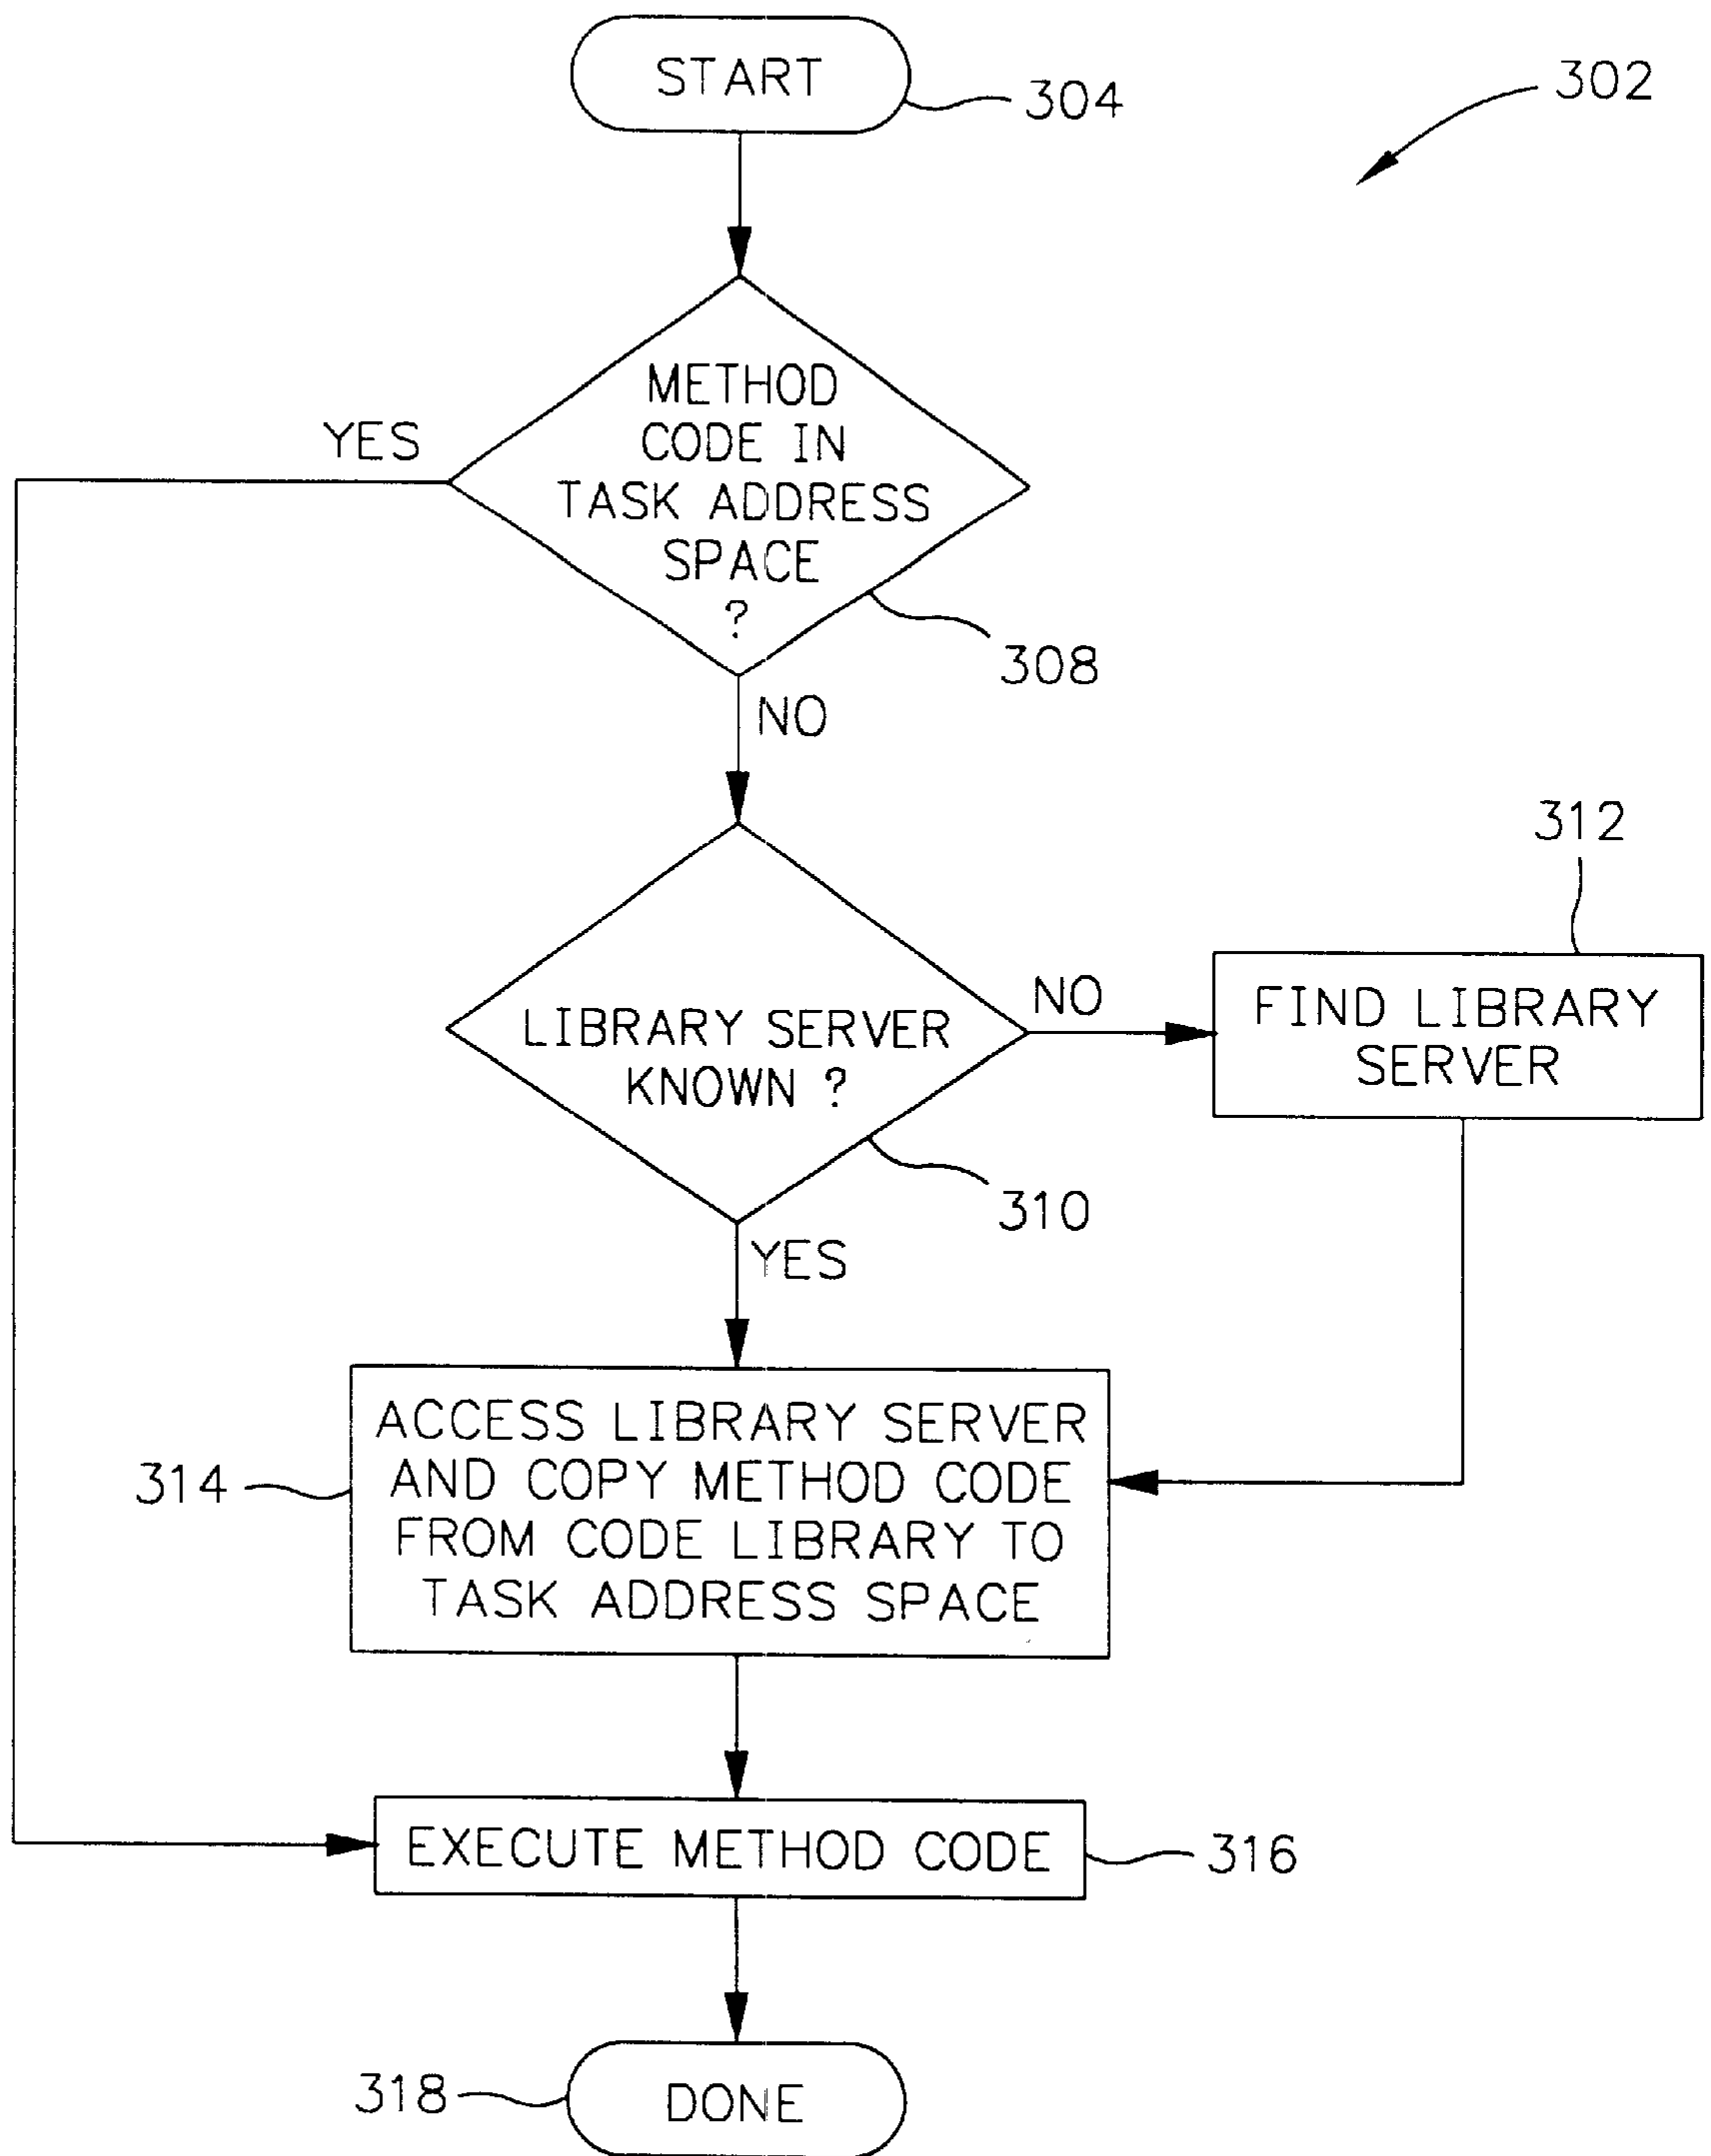 START
304
302
METHOD
CODE IN
TASK ADDRESS
SPACE
?
YES
308
NO
312
LIBRARY SERVER
KNOWN ?
NO
FIND LIBRARY
SERVER
310
YES
ACCESS LIBRARY SERVER
AND COPY METHOD CODE
FROM CODE LIBRARY TO
TASK ADDRESS SPACE
314
EXECUTE METHOD CODE
316
318
DONE